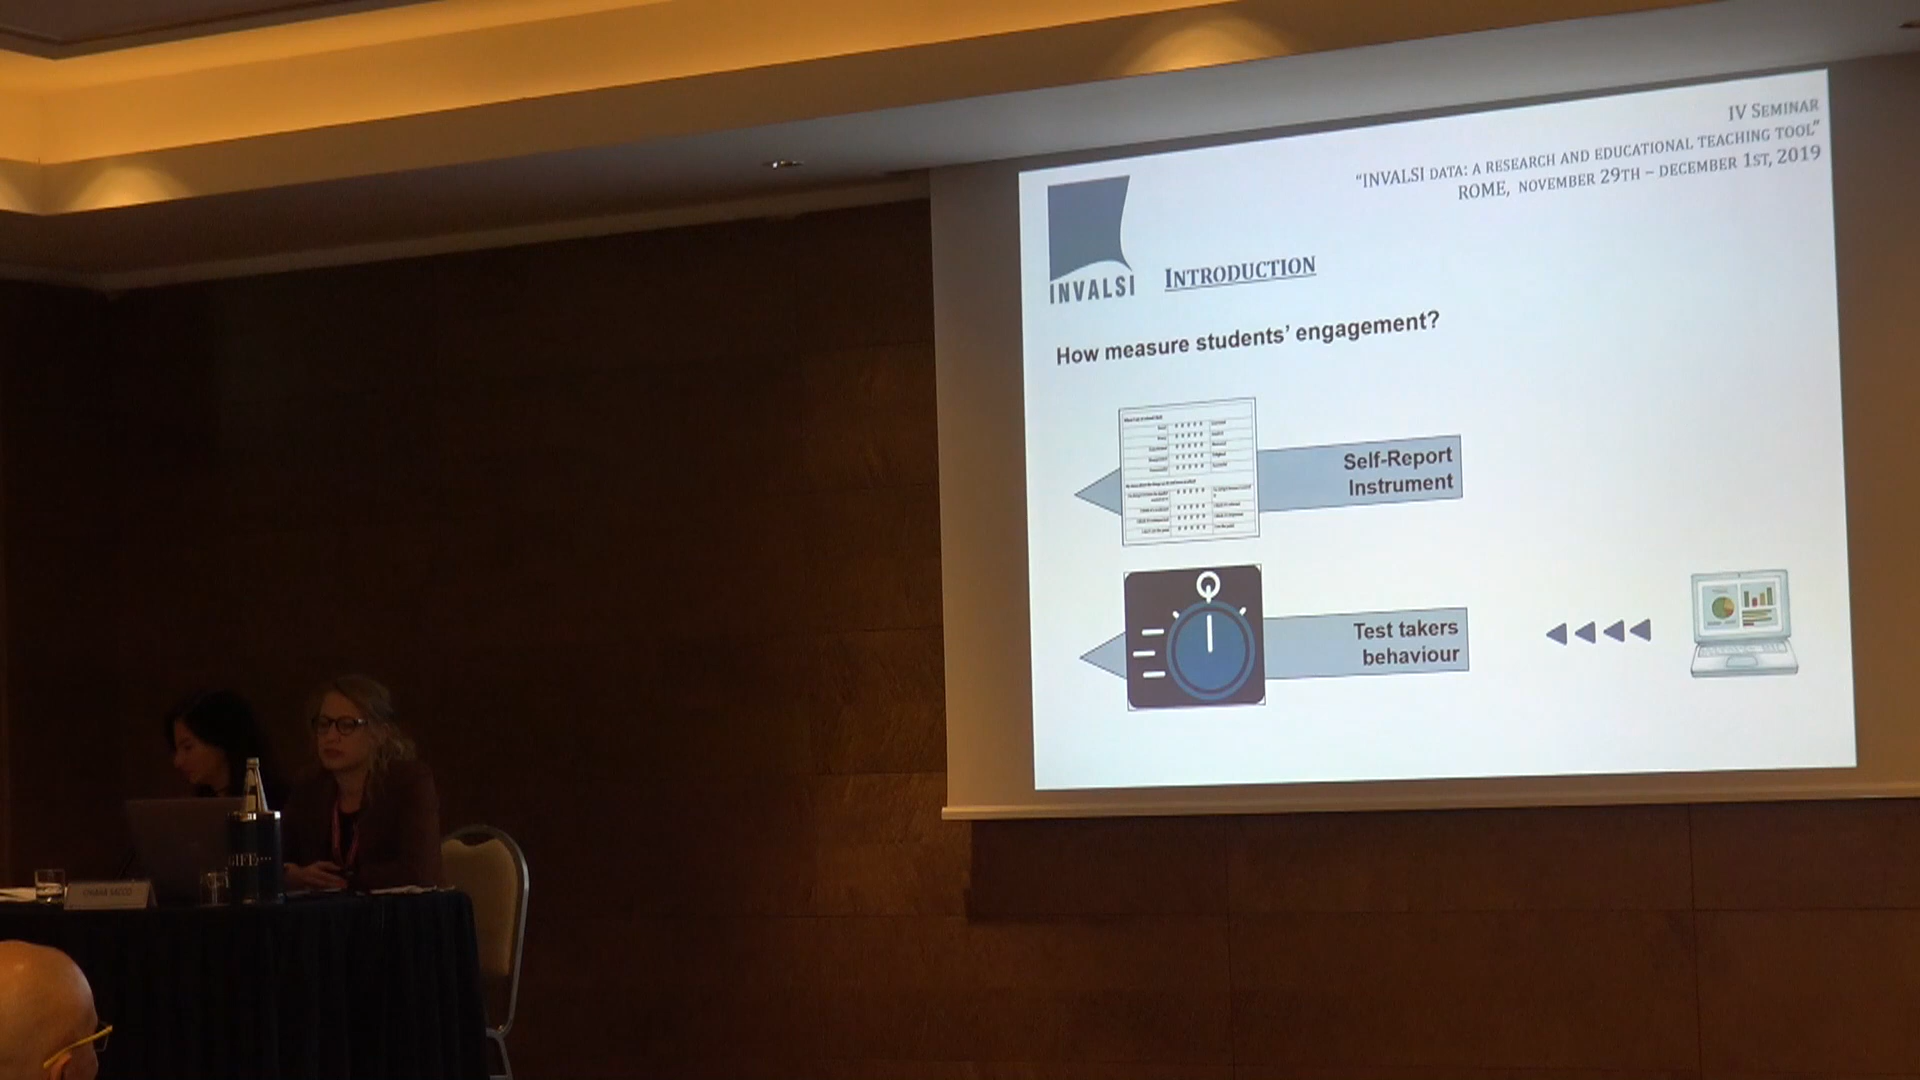 IV SEMINAR
"INVALSI DATA: A RESEARCH AND EDUCATIONAL TEACHING TOOL"
ROME, NOVEMBER 29TH – DECEMBER 1ST, 2019
INVALSI
INTRODUCTION
How measure students' engagement?
Self-Report
Instrument
Test takers
behaviour